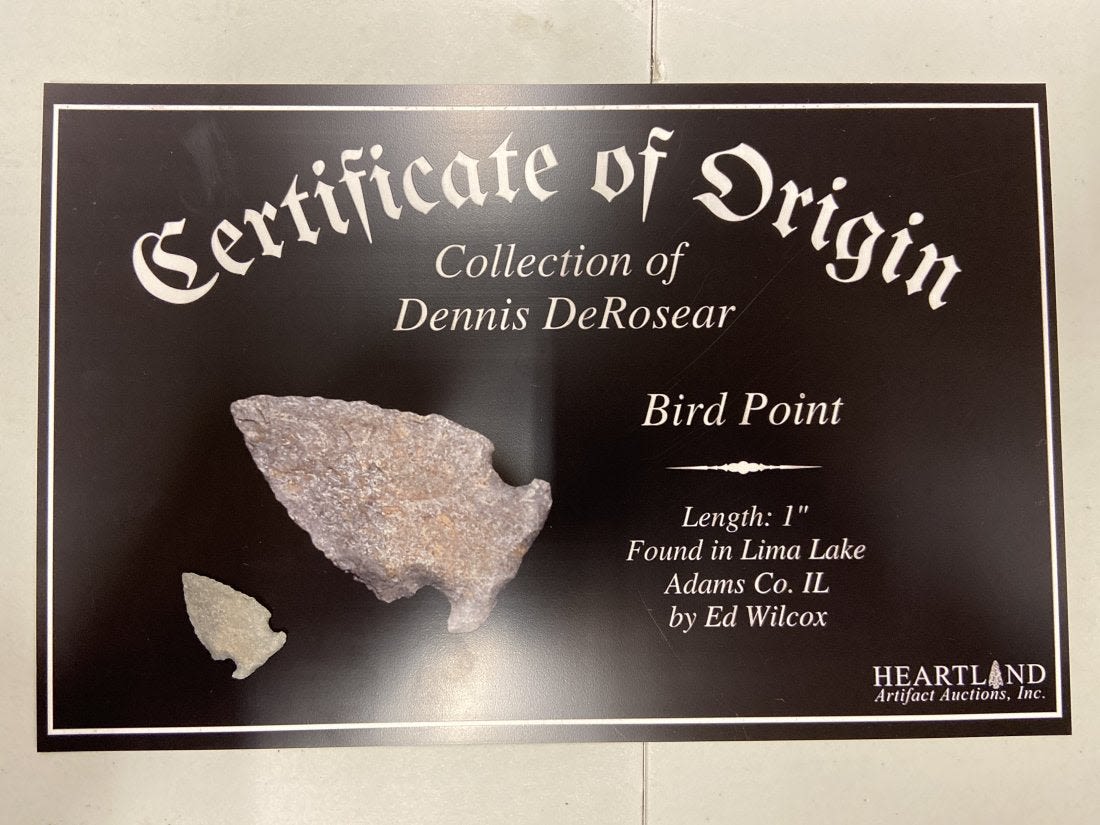 Certificate of Origin
Collection of
Dennis DeRosear
Bird Point
Length: 1"
Found in Lima Lake
Adams Co. IL
by Ed Wilcox
HEARTLAND
Artifact Auctions, Inc.